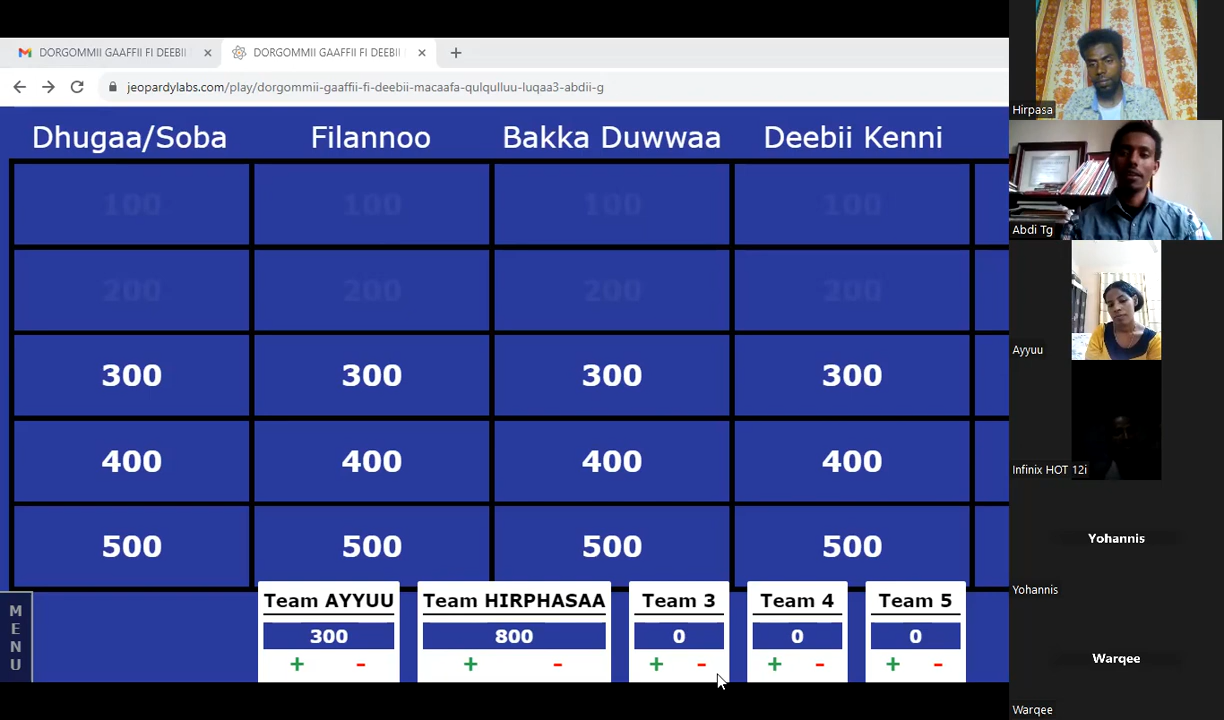 DORGOMMII GAAFFII FI DEEBII
DORGOMMII GAAFFII FI DEEBII
jeopardylabs.com/play/dorgommii-gaaffii-fi-deebii-macaafa-qulqulluu-luqaa3-abdii-g
Dhugaa/Soba Filannoo Bakka Duwwaa Deebii Kenni
100 100 100 100
200 200 200 200
300 300 300 300
400 400 400 400
500 500 500 500
MENU
Team AYYUU Team HIRPHASAA Team 3 Team 4 Team 5
300 800 0 0 0
+ - + - + - + - + -
Hirpasa
Abdi Tg
Ayyuu
Infinix HOT 12i
Yohannis
Yohannis
Warqee
Warqee